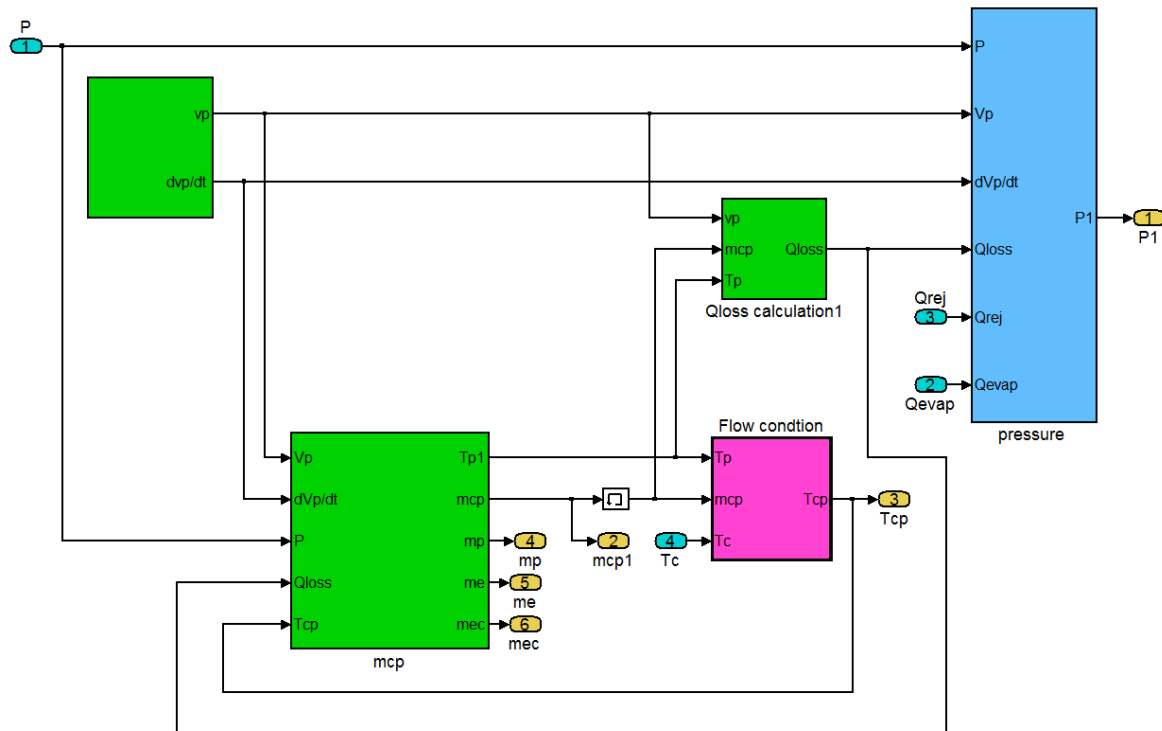 P
1
P
vp
Vp
dvp/dt
dVp/dt
vp
mcp
Qloss
Tp
Qloss calculation1
P1
1
P1
Qloss
Qrej
3
Qrej
2
Qevap
Qevap
pressure
Flow condtion
Vp
Tp1
Tp
dVp/dt
mcp
mcp
Tcp
3
Tcp
P
mp
4
mp
2
mcp1
4
Tc
Tc
Qloss
me
5
me
Tcp
mec
6
mec
mcp